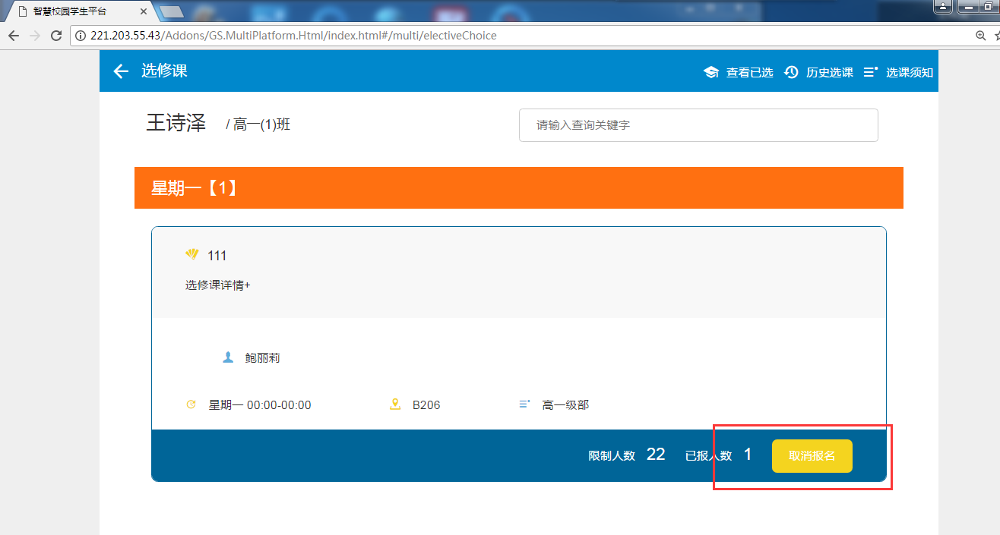 智慧校园学生平台
221.203.55.43/Addons/GS.MultiPlatform.Html/index.html#/multi/electiveChoice
选修课 查看已选 历史选课 选课须知
王诗泽 / 高一(1)班 请输入查询关键字
星期一【1】
111
选修课详情+
鲍丽莉
星期一 00:00-00:00 B206 高一级部
限制人数 22 已报人数 1 取消报名